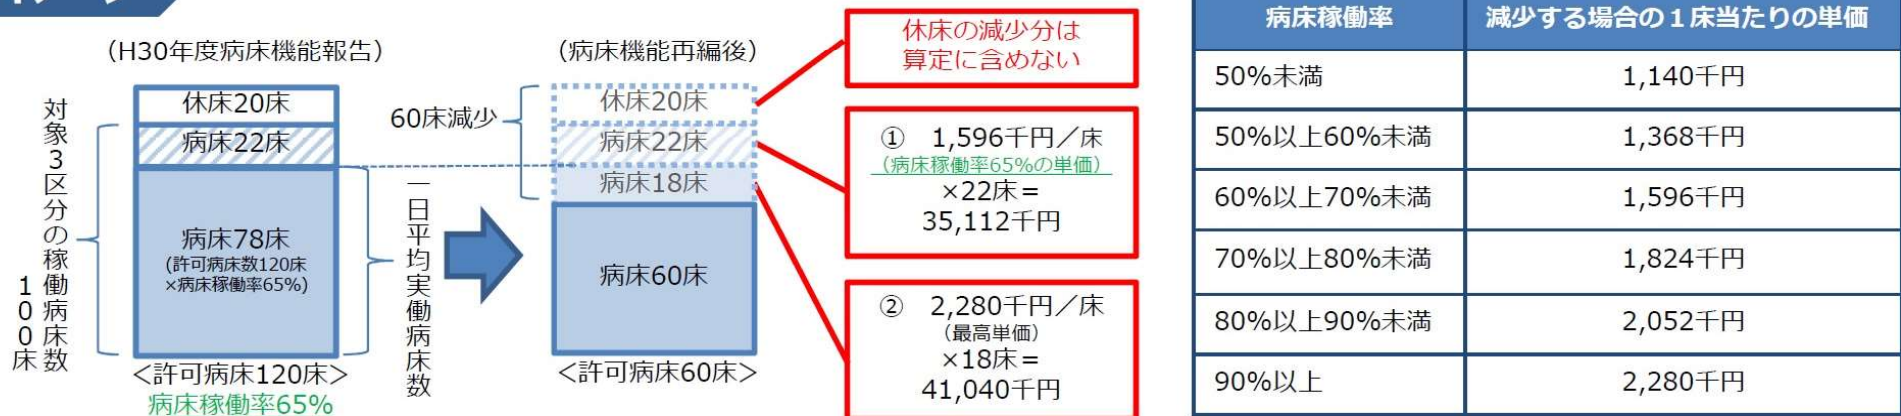 （H30年度病床機能報告）
対象３区分の稼働病床数
１００床
休床20床
病床22床
病床78床
(許可病床数120床
×病床稼働率65%)
一日平均実働病床数
＜許可病床120床＞
病床稼働率65%
（病床機能再編後）
60床減少
休床20床
病床22床
病床18床
病床60床
＜許可病床60床＞
休床の減少分は
算定に含めない
①　1,596千円／床
（病床稼働率65%の単価）
×22床＝
35,112千円
②　2,280千円／床
（最高単価）
×18床＝
41,040千円
病床稼働率　減少する場合の１床当たりの単価
50%未満　1,140千円
50%以上60%未満　1,368千円
60%以上70%未満　1,596千円
70%以上80%未満　1,824千円
80%以上90%未満　2,052千円
90%以上　2,280千円